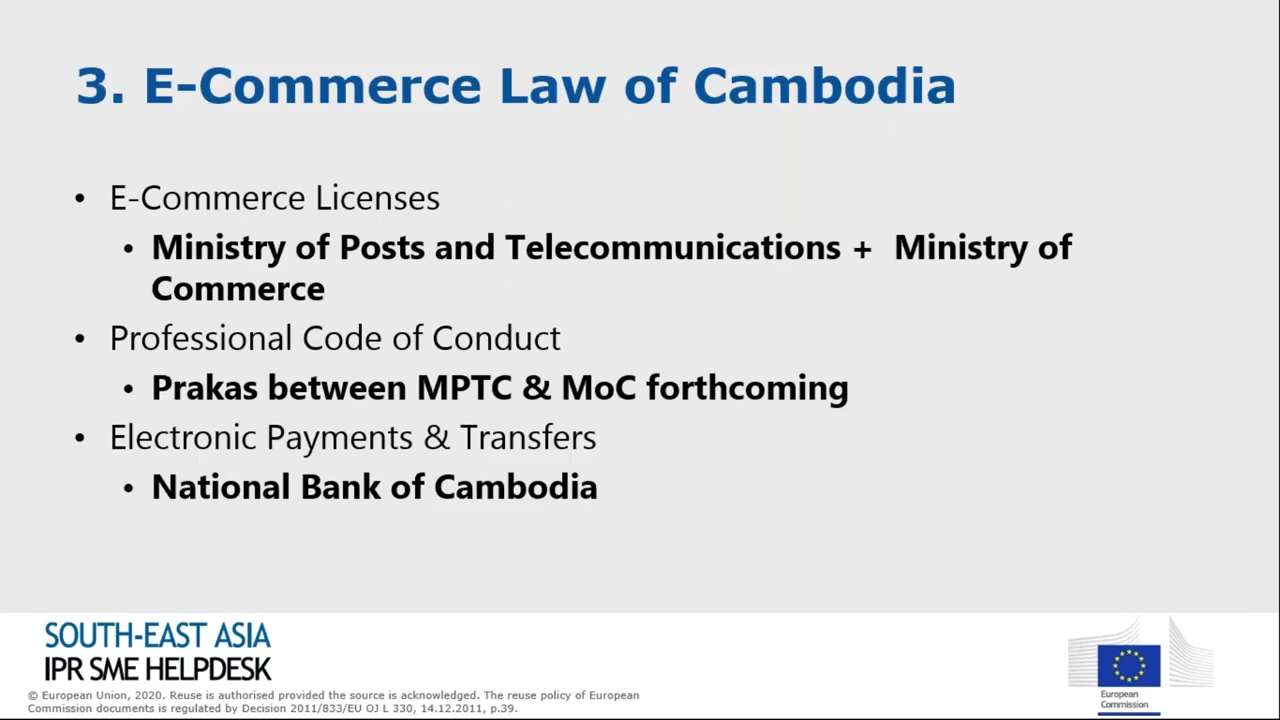 3. E-Commerce Law of Cambodia
• E-Commerce Licenses
• Ministry of Posts and Telecommunications +  Ministry of
Commerce
• Professional Code of Conduct
• Prakas between MPTC & MoC forthcoming
• Electronic Payments & Transfers
• National Bank of Cambodia
SOUTH-EAST ASIA
IPR SME HELPDESK
© European Union, 2020. Reuse is authorised provided the source is acknowledged. The reuse policy of European
Commission documents is regulated by Decision 2011/833/EU OJ L 330, 14.12.2011, p.39.
European
Commission